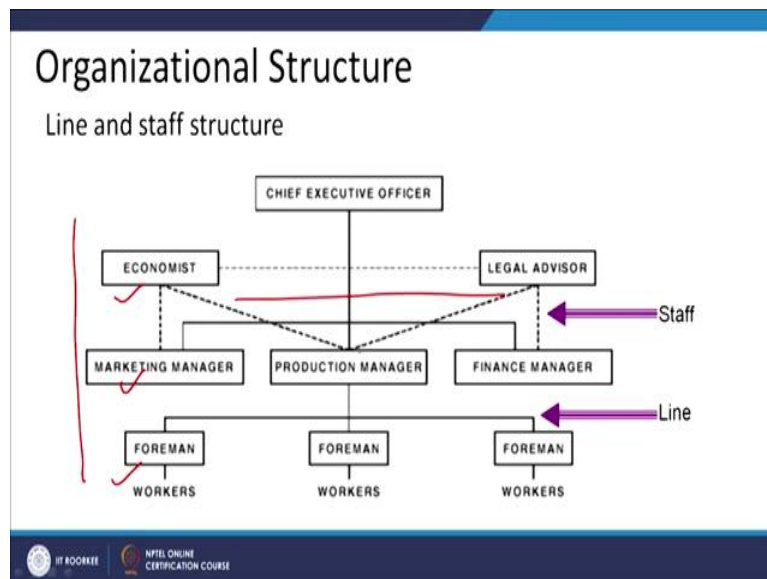 Organizational Structure
Line and staff structure
CHIEF EXECUTIVE OFFICER
ECONOMIST
LEGAL ADVISOR
Staff
MARKETING MANAGER
PRODUCTION MANAGER
FINANCE MANAGER
Line
FOREMAN
FOREMAN
FOREMAN
WORKERS
WORKERS
WORKERS
IIT ROORKEE
NPTEL ONLINE
CERTIFICATION COURSE